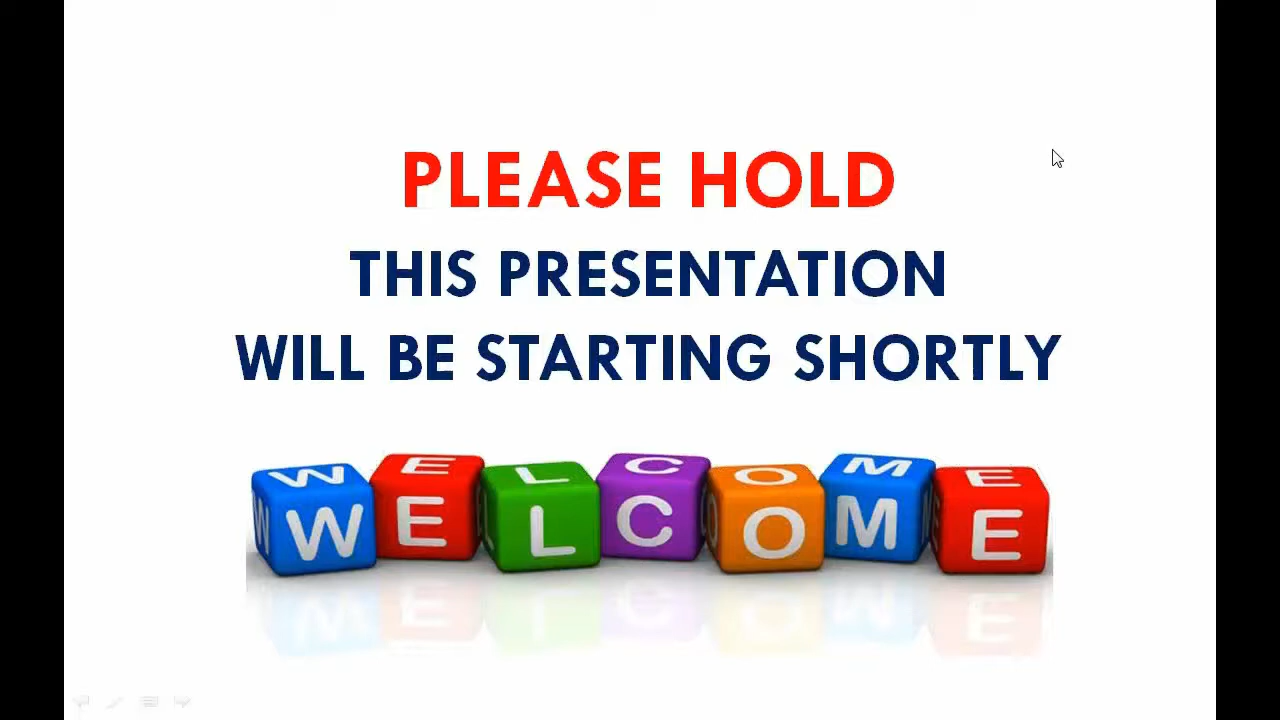 PLEASE HOLD
THIS PRESENTATION
WILL BE STARTING SHORTLY
WELCOME